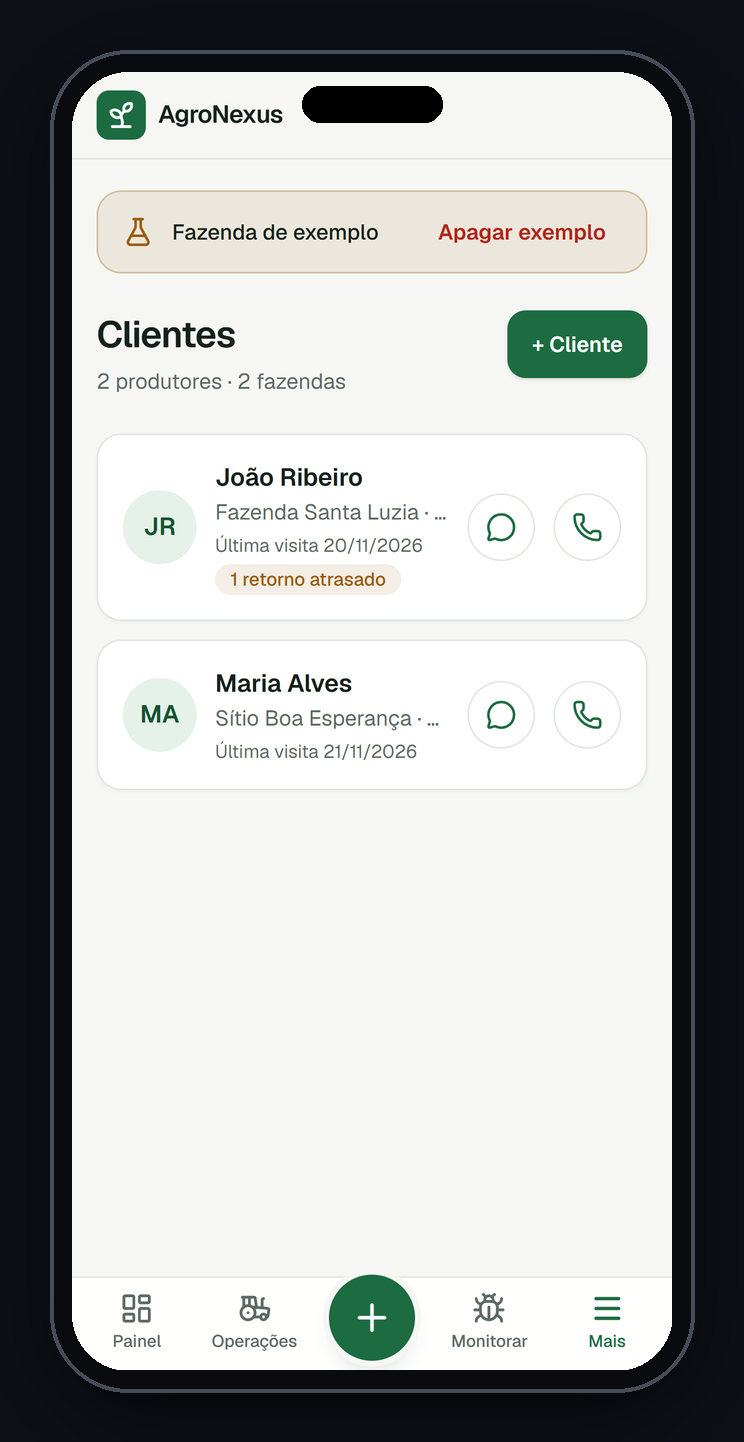 AgroNexus
Fazenda de exemplo
Apagar exemplo
Clientes
+ Cliente
2 produtores · 2 fazendas
JR
João Ribeiro
Fazenda Santa Luzia · ...
Última visita 20/11/2026
1 retorno atrasado
MA
Maria Alves
Sítio Boa Esperança · ...
Última visita 21/11/2026
Painel
Operações
Monitorar
Mais